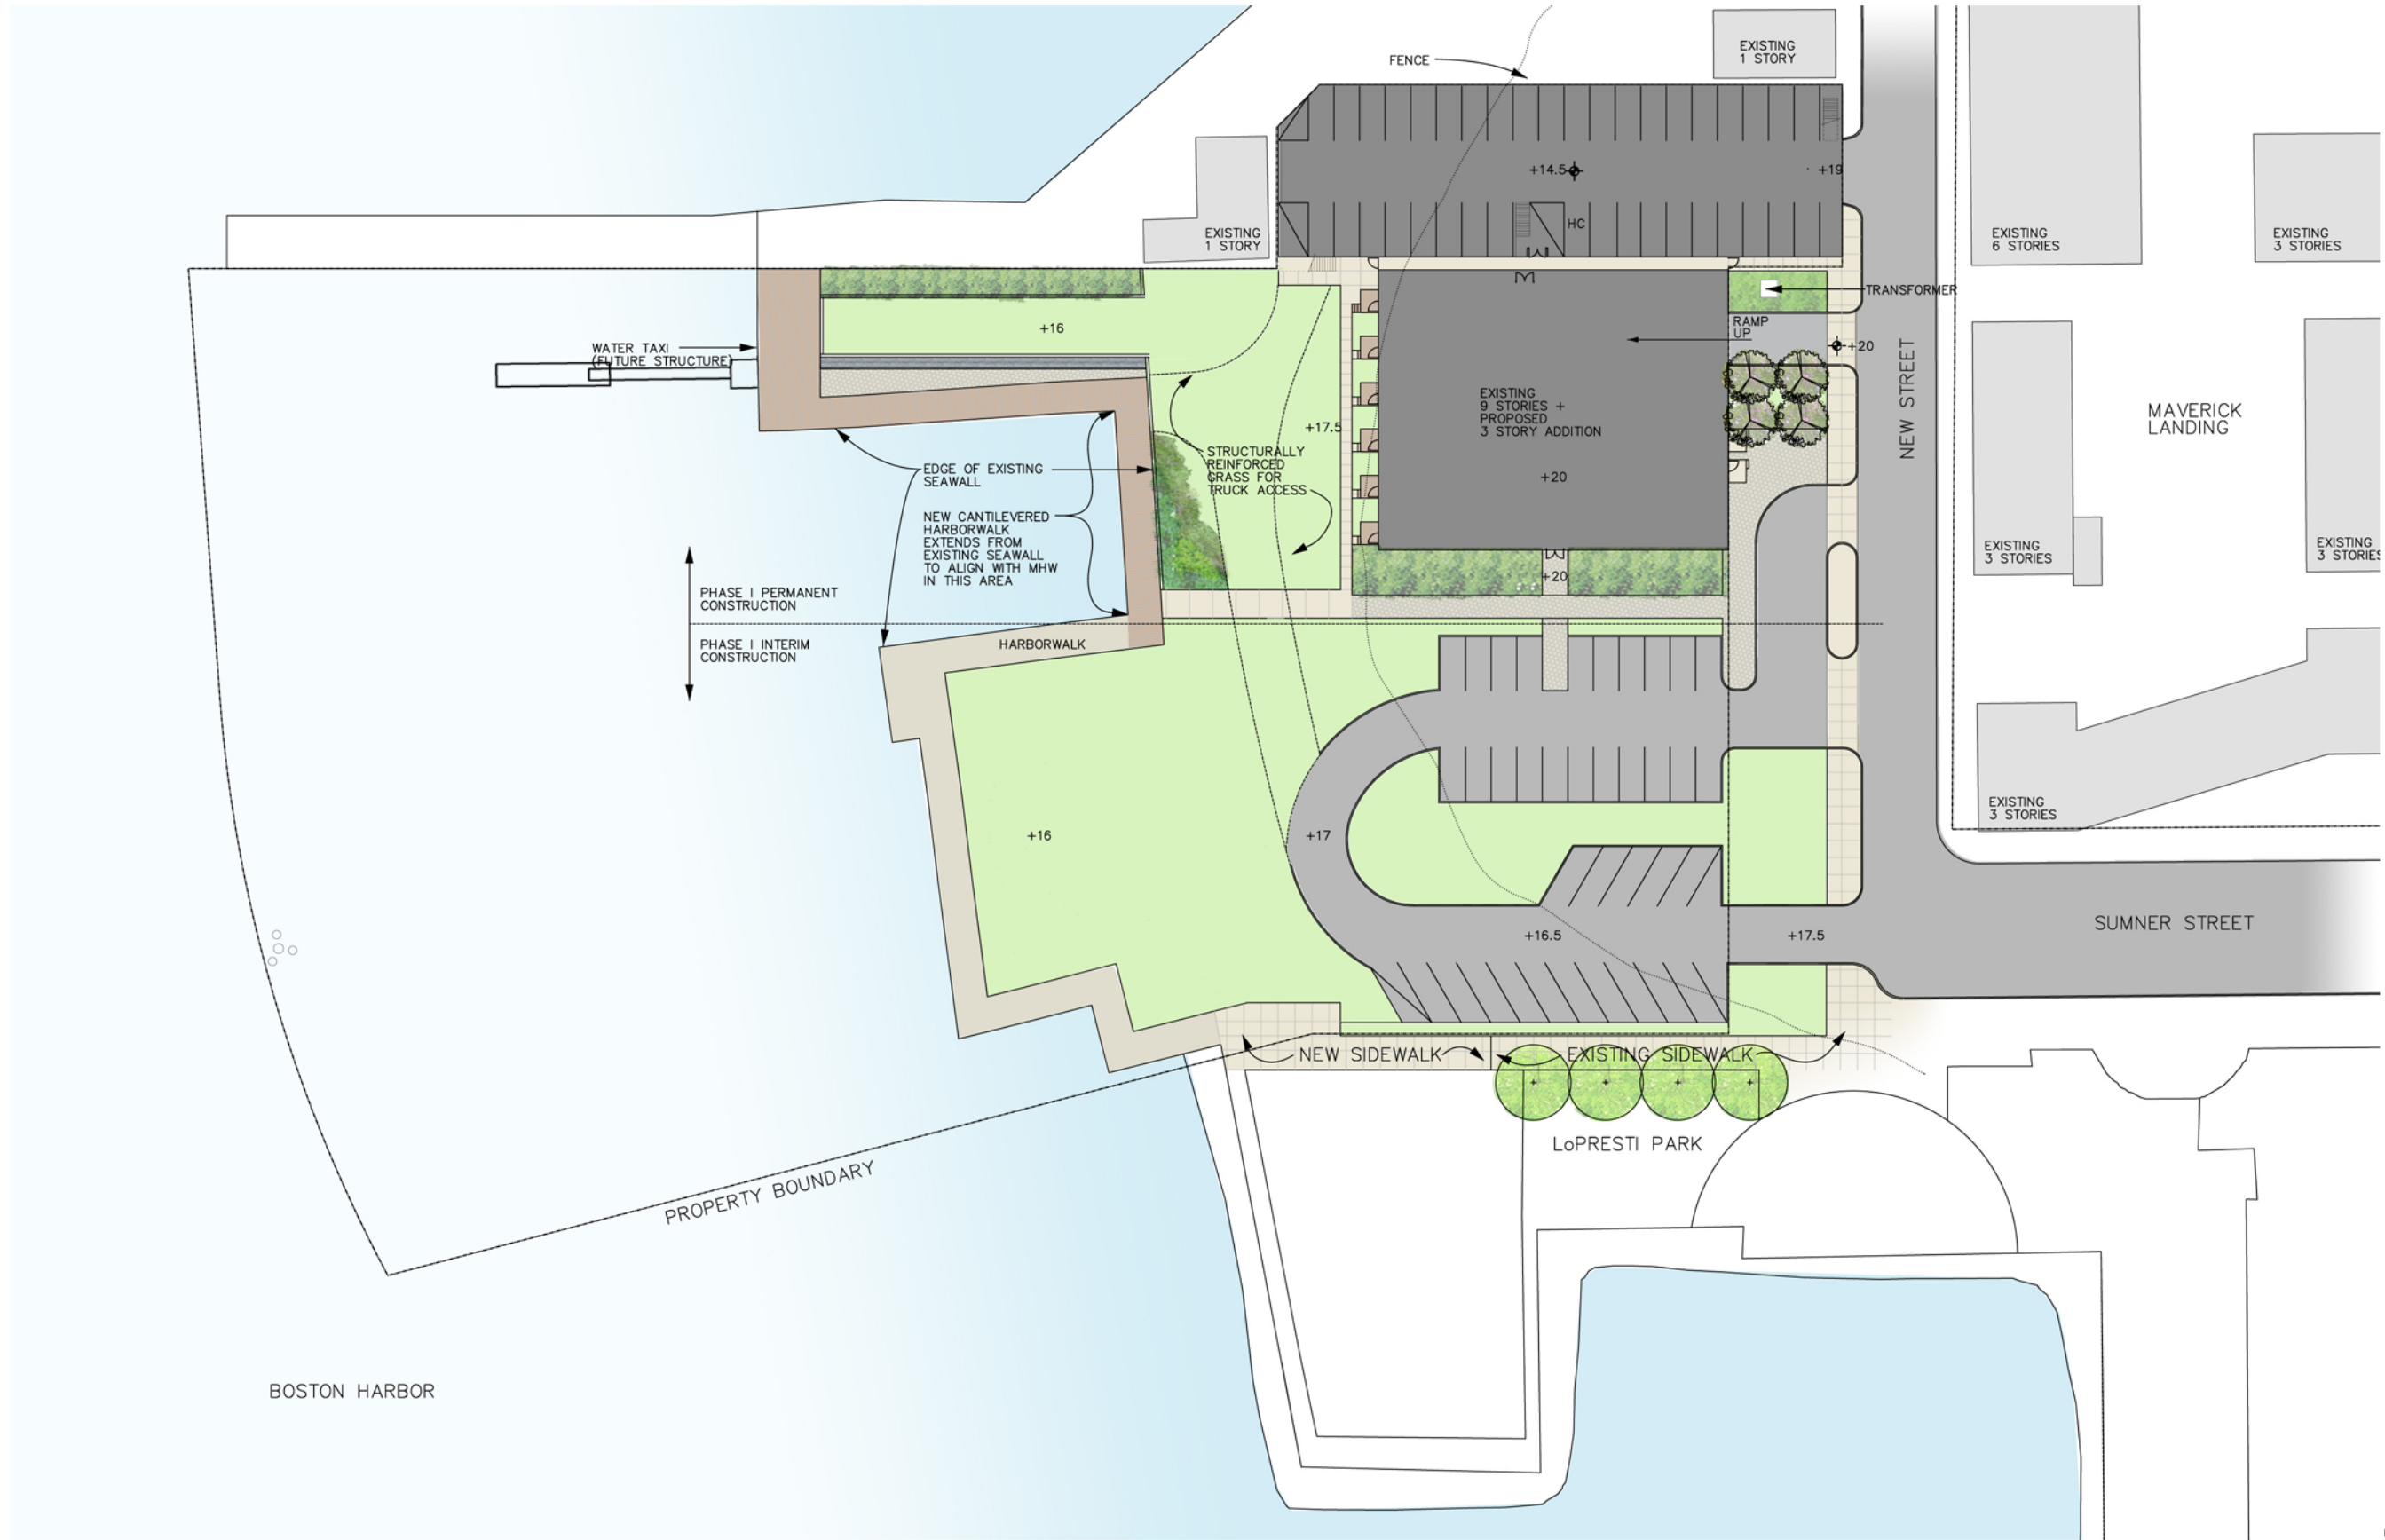 EXISTING
1 STORY
FENCE
+14.5
+19
HC
EXISTING
1 STORY
EXISTING
6 STORIES
EXISTING
3 STORIES
TRANSFORMER
RAMP
UP
+20
NEW STREET
+16
WATER TAXI
(FUTURE STRUCTURE)
EXISTING
9 STORIES +
PROPOSED
3 STORY ADDITION
+20
MAVERICK
LANDING
+17.5
STRUCTURALLY
REINFORCED
GRASS FOR
TRUCK ACCESS
EDGE OF EXISTING
SEAWALL
NEW CANTILEVERED
HARBORWALK
EXTENDS FROM
EXISTING SEAWALL
TO ALIGN WITH MHW
IN THIS AREA
EXISTING
3 STORIES
EXISTING
3 STORIES
+20
PHASE I PERMANENT
CONSTRUCTION
PHASE I INTERIM
CONSTRUCTION
HARBORWALK
EXISTING
3 STORIES
+16
+17
+16.5
+17.5
SUMNER STREET
NEW SIDEWALK
EXISTING SIDEWALK
LoPRESTI PARK
PROPERTY BOUNDARY
BOSTON HARBOR